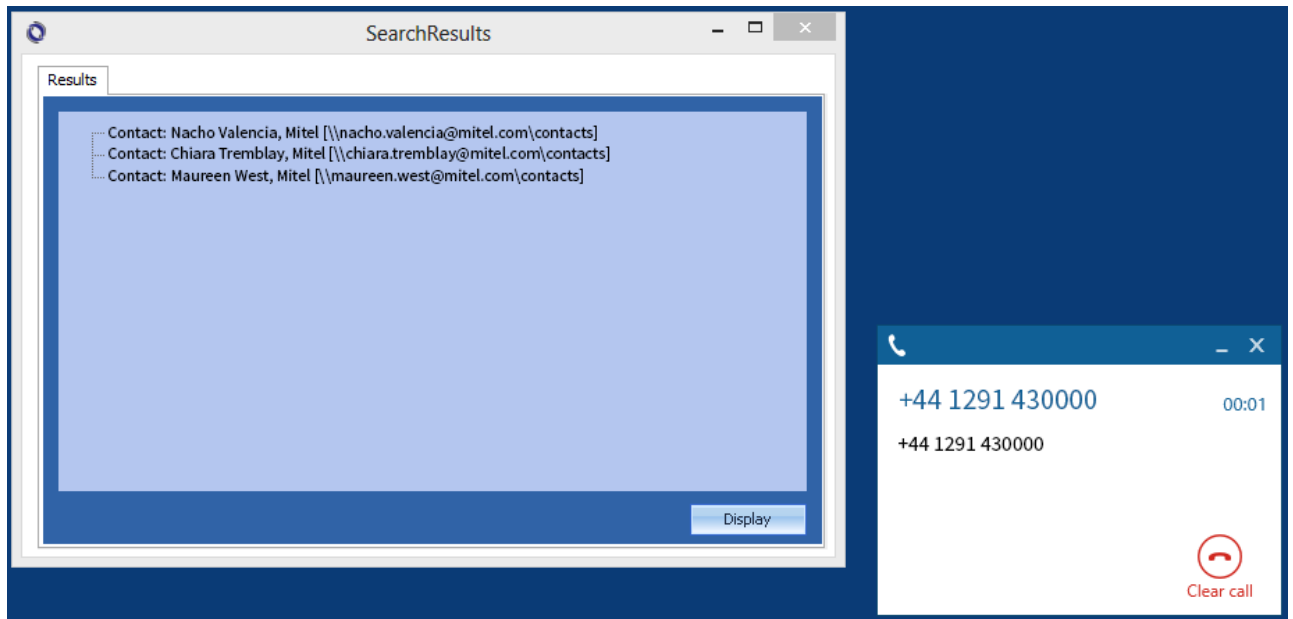 SearchResults
Results
Contact: Nacho Valencia, Mitel [\\nacho.valencia@mitel.com\contacts]
Contact: Chiara Tremblay, Mitel [\\chiara.tremblay@mitel.com\contacts]
Contact: Maureen West, Mitel [\\maureen.west@mitel.com\contacts]
Display
+44 1291 430000
00:01
+44 1291 430000
Clear call